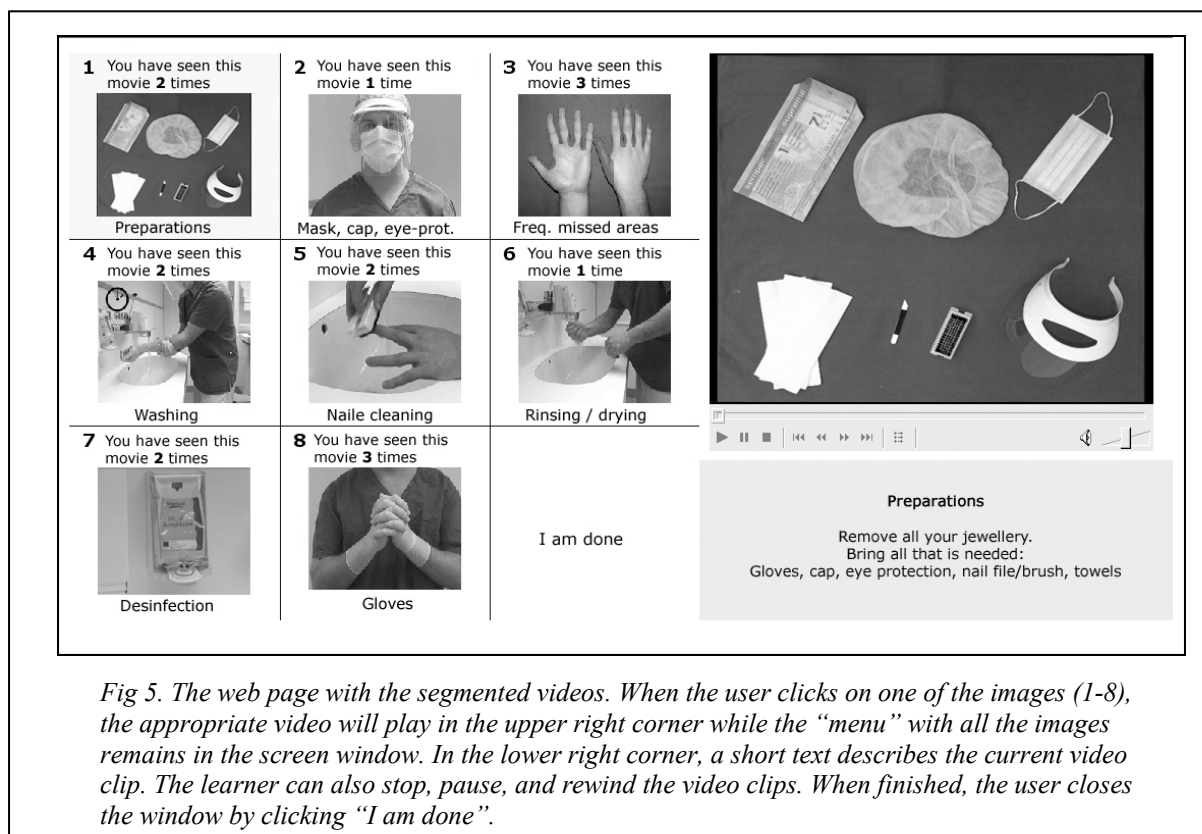 1 You have seen this
movie 2 times
Preparations
2 You have seen this
movie 1 time
Mask, cap, eye-prot.
3 You have seen this
movie 3 times
Freq. missed areas
4 You have seen this
movie 2 times
Washing
5 You have seen this
movie 2 times
Naile cleaning
6 You have seen this
movie 1 time
Rinsing / drying
7 You have seen this
movie 2 times
Desinfection
8 You have seen this
movie 3 times
Gloves
I am done
Preparations
Remove all your jewellery.
Bring all that is needed:
Gloves, cap, eye protection, nail file/brush, towels
Fig 5. The web page with the segmented videos. When the user clicks on one of the images (1-8),
the appropriate video will play in the upper right corner while the “menu” with all the images
remains in the screen window. In the lower right corner, a short text describes the current video
clip. The learner can also stop, pause, and rewind the video clips. When finished, the user closes
the window by clicking “I am done”.